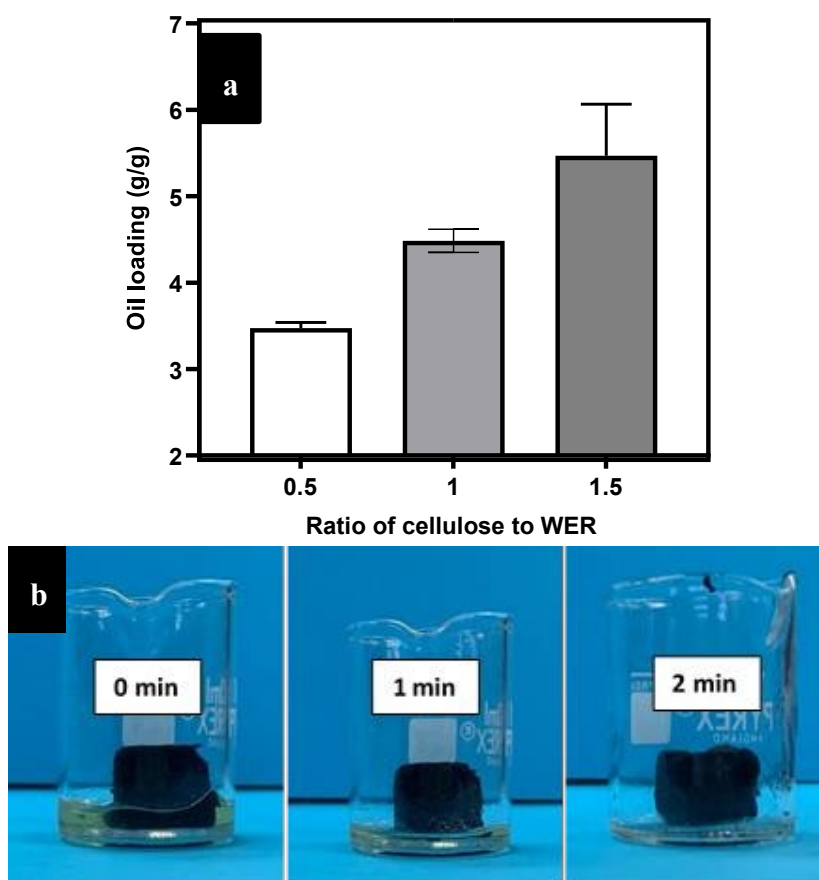 a
7
6
5
4
3
2
Oil loading (g/g)
0.5
1
1.5
Ratio of cellulose to WER
b
0 min
1 min
2 min
PYREX
ENGLAND